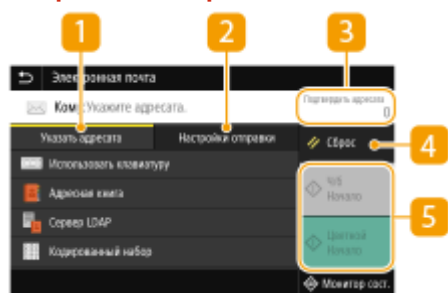 1 2 3
Электронная почта
Кому: Укажите адресата.
Подтвердить адресата
0
Указать адресата Настройки отправки
Сброс 4
Использовать клавиатуру
Адресная книга
Ч/Б
Начало
5
Сервер LDAP
Цветной
Начало
Кодированный набор
Монитор сост.